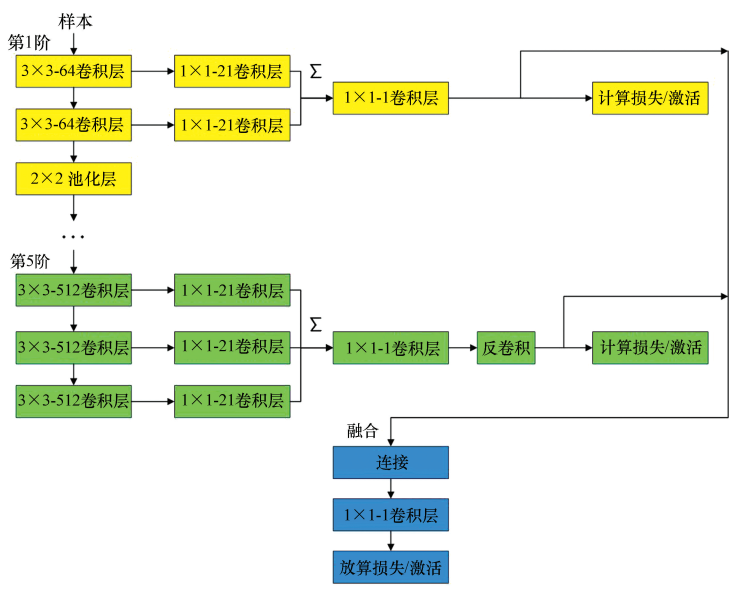 样本
第1阶
3×3-64卷积层
1×1-21卷积层
Σ
1×1-1卷积层
计算损失/激活
3×3-64卷积层
1×1-21卷积层
2×2 池化层
···
第5阶
3×3-512卷积层
1×1-21卷积层
Σ
3×3-512卷积层
1×1-21卷积层
1×1-1卷积层
反卷积
计算损失/激活
3×3-512卷积层
1×1-21卷积层
融合
连接
1×1-1卷积层
放算损失/激活